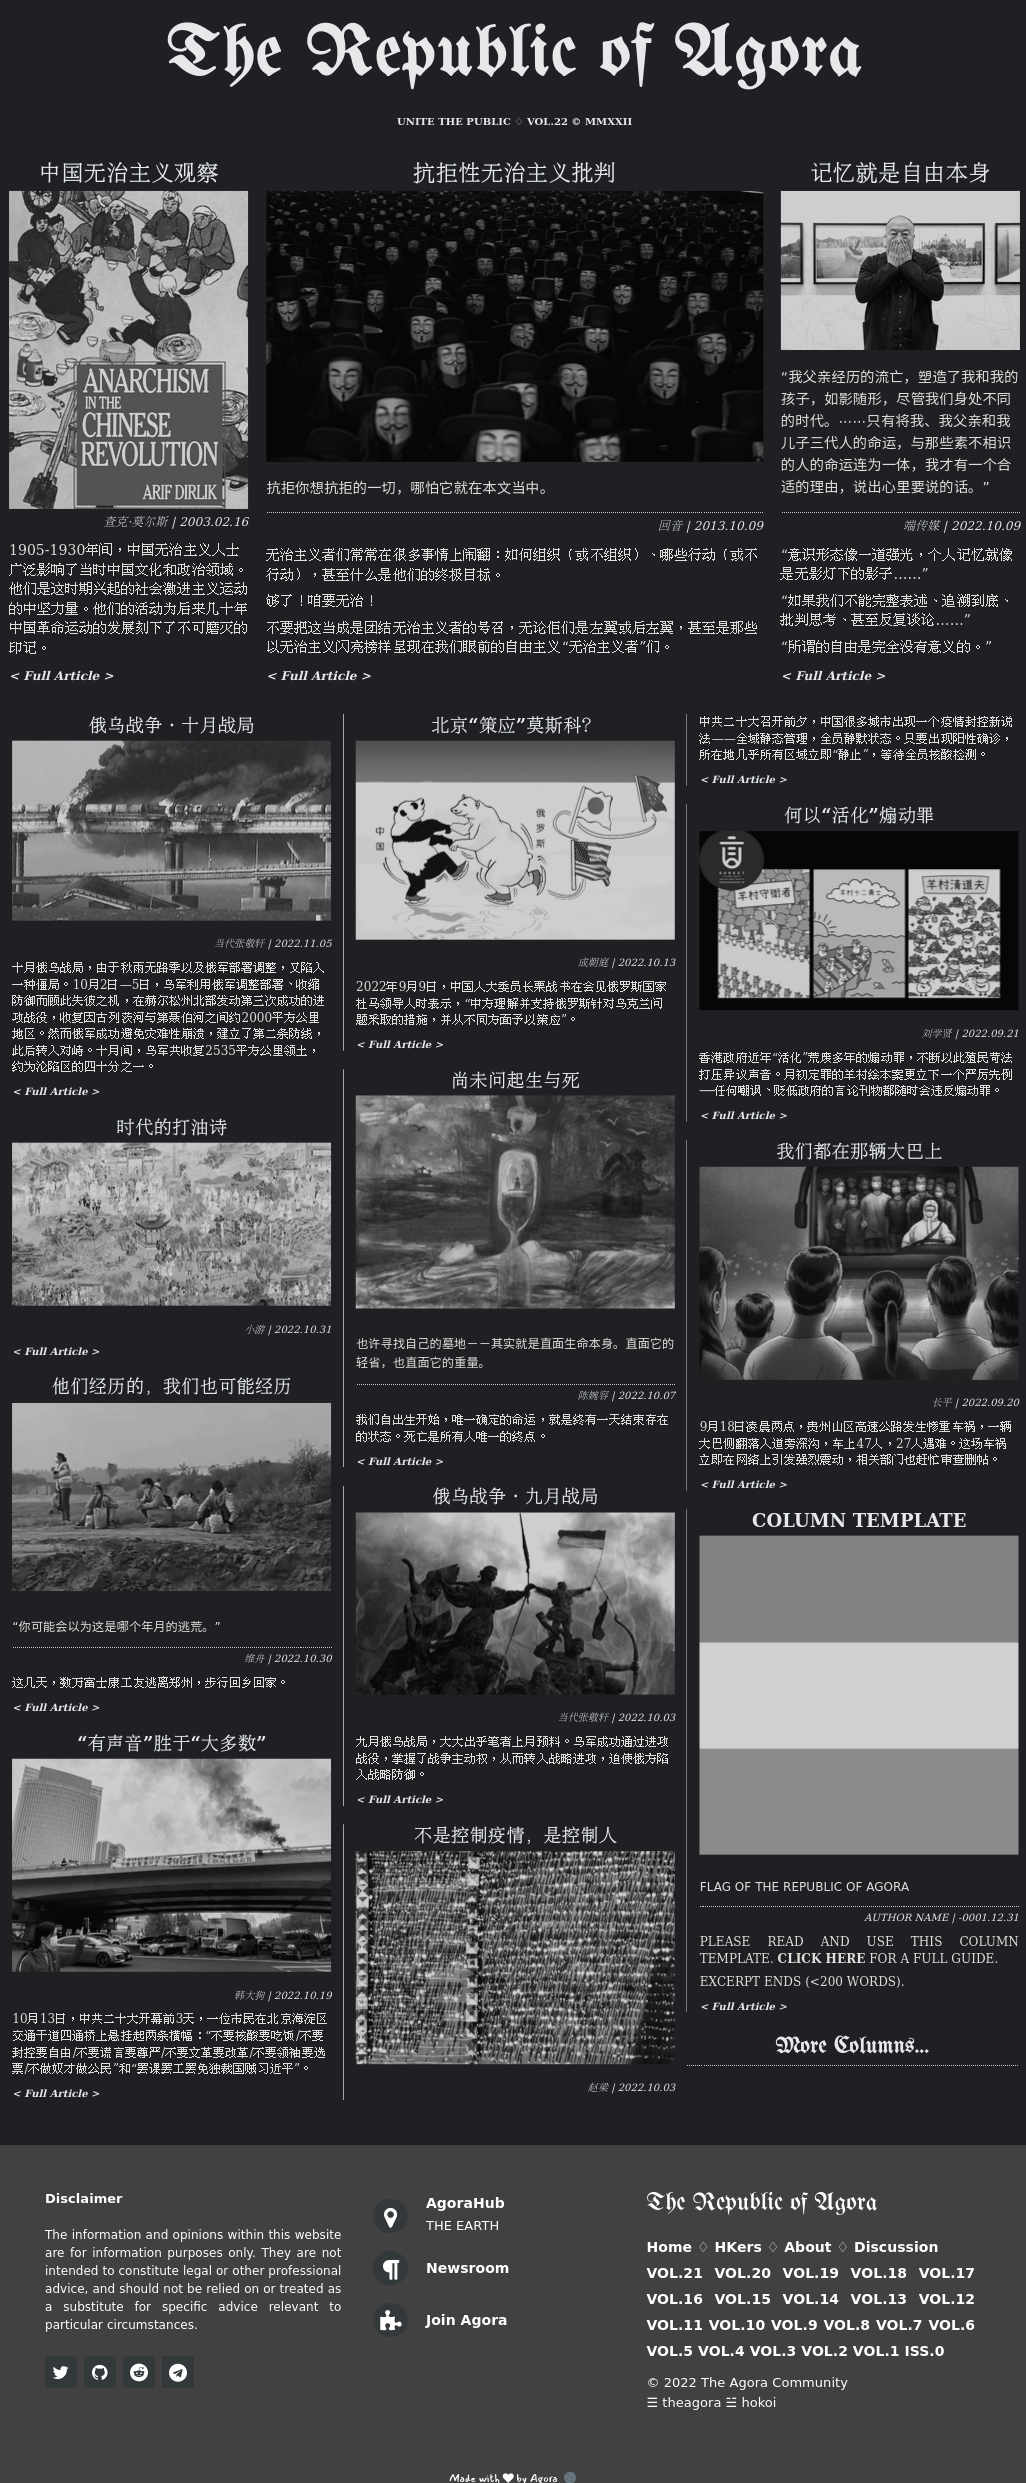 The Republic of Agora
UNITE THE PUBLIC ♢ VOL.22 © MMXXII
中国无治主义观察
ANARCHISM
IN THE
CHINESE
REVOLUTION
ARIF DIRLIK
查克·莫尔斯 | 2003.02.16
1905-1930年间，中国无治主义人士
广泛影响了当时中国文化和政治领域。
他们是这时期兴起的社会激进主义运动
的中坚力量。他们的活动为后来几十年
中国革命运动的发展刻下了不可磨灭的
印记。
< Full Article >
抗拒性无治主义批判
抗拒你想抗拒的一切，哪怕它就在本文当中。
回音 | 2013.10.09
无治主义者们常常在很多事情上闹翻：如何组织（或不组织）、哪些行动（或不
行动），甚至什么是他们的终极目标。
够了！咱要无治！
不要把这当成是团结无治主义者的号召，无论佢们是左翼或后左翼，甚至是那些
以无治主义闪亮榜样呈现在我们眼前的自由主义“无治主义者”们。
< Full Article >
记忆就是自由本身
“我父亲经历的流亡，塑造了我和我的
孩子，如影随形，尽管我们身处不同
的时代。……只有将我、我父亲和我
儿子三代人的命运，与那些素不相识
的人的命运连为一体，我才有一个合
适的理由，说出心里要说的话。”
端传媒 | 2022.10.09
“意识形态像一道强光，个人记忆就像
是无影灯下的影子……”
“如果我们不能完整表述、追溯到底、
批判思考、甚至反复谈论……”
“所谓的自由是完全没有意义的。”
< Full Article >
俄乌战争 · 十月战局
当代张敬轩 | 2022.11.05
十月俄乌战局，由于秋雨无路季以及俄军部署调整，又陷入
一种僵局。10月2日—5日，乌军利用俄军调整部署、收缩
防御而顾此失彼之机，在赫尔松州北部发动第三次成功的进
攻战役，收复因古列茨河与第聂伯河之间约2000平方公里
地区。然而俄军成功避免灾难性崩溃，建立了第二条防线，
此后转入对峙。十月间，乌军共收复2535平方公里领土，
约为沦陷区的四十分之一。
< Full Article >
时代的打油诗
小游 | 2022.10.31
< Full Article >
他们经历的，我们也可能经历
“你可能会以为这是哪个年月的逃荒。”
维舟 | 2022.10.30
这几天，数万富士康工友逃离郑州，步行回乡回家。
< Full Article >
“有声音”胜于“大多数”
韩大狗 | 2022.10.19
10月13日，中共二十大开幕前3天，一位市民在北京海淀区
交通干道四通桥上悬挂起两条横幅：“不要核酸要吃饭/不要
封控要自由/不要谎言要尊严/不要文革要改革/不要领袖要选
票/不做奴才做公民”和“罢课罢工罢免独裁国贼习近平”。
< Full Article >
北京“策应”莫斯科？
中国
俄罗斯
成朝庭 | 2022.10.13
2022年9月9日，中国人大委员长栗战书在会见俄罗斯国家
杜马领导人时表示，“中方理解并支持俄罗斯针对乌克兰问
题采取的措施，并从不同方面予以策应”。
< Full Article >
尚未问起生与死
也许寻找自己的墓地－－其实就是直面生命本身。直面它的
轻省，也直面它的重量。
陈婉容 | 2022.10.07
我们自出生开始，唯一确定的命运，就是终有一天结束存在
的状态。死亡是所有人唯一的终点。
< Full Article >
俄乌战争 · 九月战局
当代张敬轩 | 2022.10.03
九月俄乌战局，大大出乎笔者上月预料。乌军成功通过进攻
战役，掌握了战争主动权，从而转入战略进攻，迫使俄方陷
入战略防御。
< Full Article >
不是控制疫情，是控制人
赵梁 | 2022.10.03
中共二十大召开前夕，中国很多城市出现一个疫情封控新说
法——全域静态管理，全员静默状态。只要出现阳性确诊，
所在地几乎所有区域立即“静止”，等待全员核酸检测。
< Full Article >
何以“活化”煽动罪
羊村守衛者
羊村十二勇士
羊村清道夫
刘学贤 | 2022.09.21
香港政府近年“活化”荒废多年的煽动罪，不断以此殖民苛法
打压异议声音。月初定罪的羊村绘本案更立下一个严厉先例
——任何嘲讽、贬低政府的言论刊物都随时会违反煽动罪。
< Full Article >
我们都在那辆大巴上
长平 | 2022.09.20
9月18日凌晨两点，贵州山区高速公路发生惨重车祸，一辆
大巴侧翻落入道旁深沟，车上47人，27人遇难。这场车祸
立即在网络上引发强烈震动，相关部门也赶忙审查删帖。
< Full Article >
COLUMN TEMPLATE
FLAG OF THE REPUBLIC OF AGORA
AUTHOR NAME | -0001.12.31
PLEASE READ AND USE THIS COLUMN
TEMPLATE. CLICK HERE FOR A FULL GUIDE.
EXCERPT ENDS (<200 WORDS).
< Full Article >
More Columns...
Disclaimer
The information and opinions within this website
are for information purposes only. They are not
intended to constitute legal or other professional
advice, and should not be relied on or treated as
a substitute for specific advice relevant to
particular circumstances.
AgoraHub
THE EARTH
Newsroom
Join Agora
The Republic of Agora
Home ♢ HKers ♢ About ♢ Discussion
VOL.21 VOL.20 VOL.19 VOL.18 VOL.17
VOL.16 VOL.15 VOL.14 VOL.13 VOL.12
VOL.11 VOL.10 VOL.9 VOL.8 VOL.7 VOL.6
VOL.5 VOL.4 VOL.3 VOL.2 VOL.1 ISS.0
© 2022 The Agora Community
☰ theagora ☱ hokoi
Made with ♥ by Agora